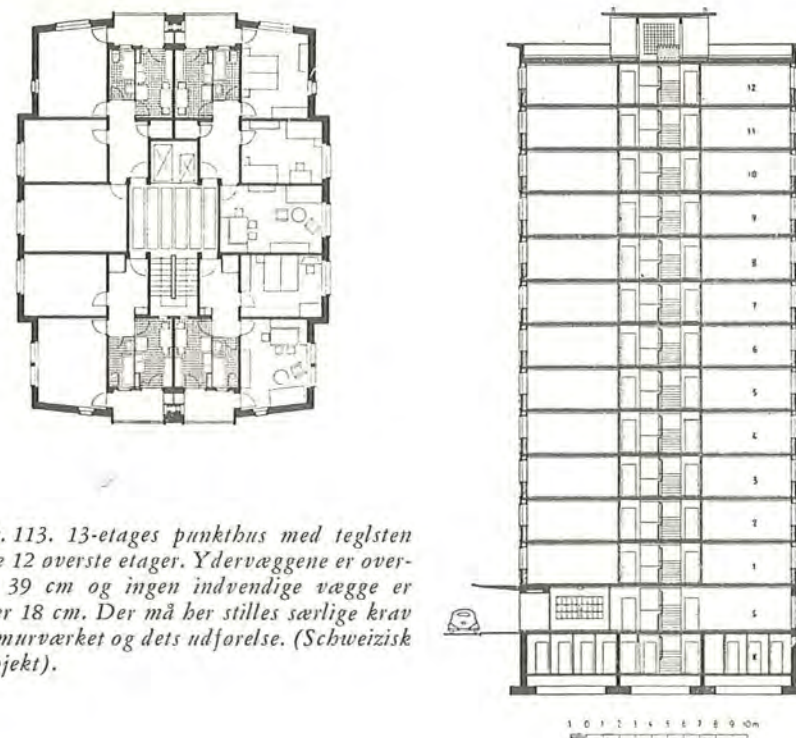 . 113. 13-etages punkthus med teglsten
e 12 øverste etager. Ydervæggene er over-
39 cm og ingen indvendige vægge er
er 18 cm. Der må her stilles særlige krav
murværket og dets udførelse. (Schweizisk
jekt).
12
11
10
9
8
7
6
5
4
3
2
1
S
K
1 0 1 2 3 4 5 6 7 8 9 10m